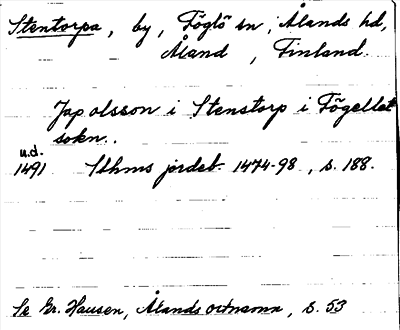 Stentorpa, by, Föglö sn, Ålands hd,
Åland, Finland.
Jap olsson i Stenstorp i Fögellet
sokn..
u.d.
1491 Sthms jordeb. 1474-98, s. 188.
Se Gr. Hausen, Ålands ortnamn, s. 53